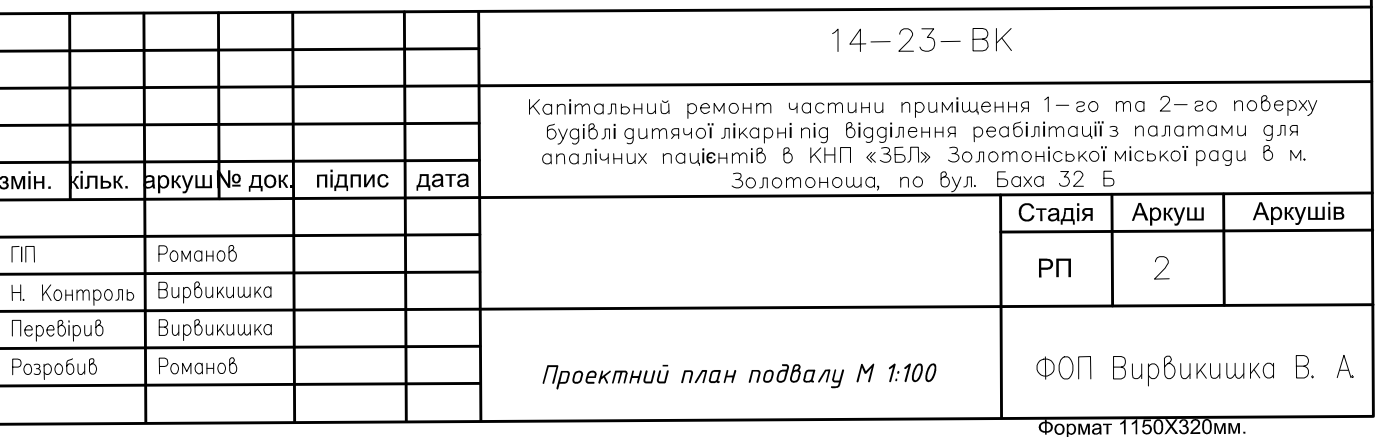 14-23-ВК
Капітальний ремонт частини приміщення 1-го та 2-го поверху
будівлі дитячої лікарні під відділення реабілітації з палатами для
апалічних пацієнтів в КНП «ЗБЛ» Золотоніської міської ради в м.
Золотоноша, по вул. Баха 32 Б
змін. кільк. аркуш № док. підпис дата
Стадія Аркуш Аркушів
ГІП Романов
РП 2
Н. Контроль Вирвикишка
Перевірив Вирвикишка
Розробив Романов
Проектний план подвалу М 1:100
ФОП Вирвикишка В. А.
Формат 1150Х320мм.